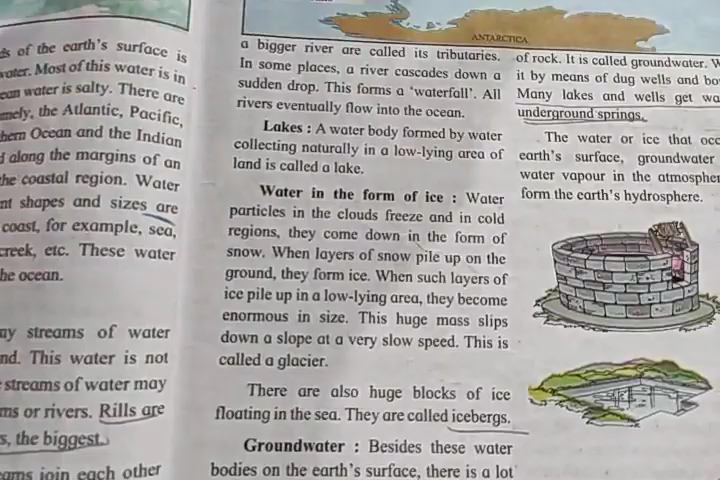 ANTARCTICA
of the earth's surface is
water. Most of this water is in
water is salty. There are
the Atlantic, Pacific,
Ocean and the Indian
along the margins of an
the coastal region. Water
shapes and sizes are
coast, for example, sea,
creek, etc. These water
he ocean.
streams of water
This water is not
streams of water may
or rivers. Rills are
the biggest.
join each other
a bigger river are called its tributaries.
In some places, a river cascades down a
sudden drop. This forms a 'waterfall'. All
rivers eventually flow into the ocean.
Lakes : A water body formed by water
collecting naturally in a low-lying area of
land is called a lake.
Water in the form of ice : Water
particles in the clouds freeze and in cold
regions, they come down in the form of
snow. When layers of snow pile up on the
ground, they form ice. When such layers of
ice pile up in a low-lying area, they become
enormous in size. This huge mass slips
down a slope at a very slow speed. This is
called a glacier.
There are also huge blocks of ice
floating in the sea. They are called icebergs.
Groundwater : Besides these water
bodies on the earth's surface, there is a lot
of rock. It is called groundwater.
it by means of dug wells and
Many lakes and wells get
underground springs.
The water or ice that
earth's surface, groundwater
water vapour in the
form the earth's hydrosphere.